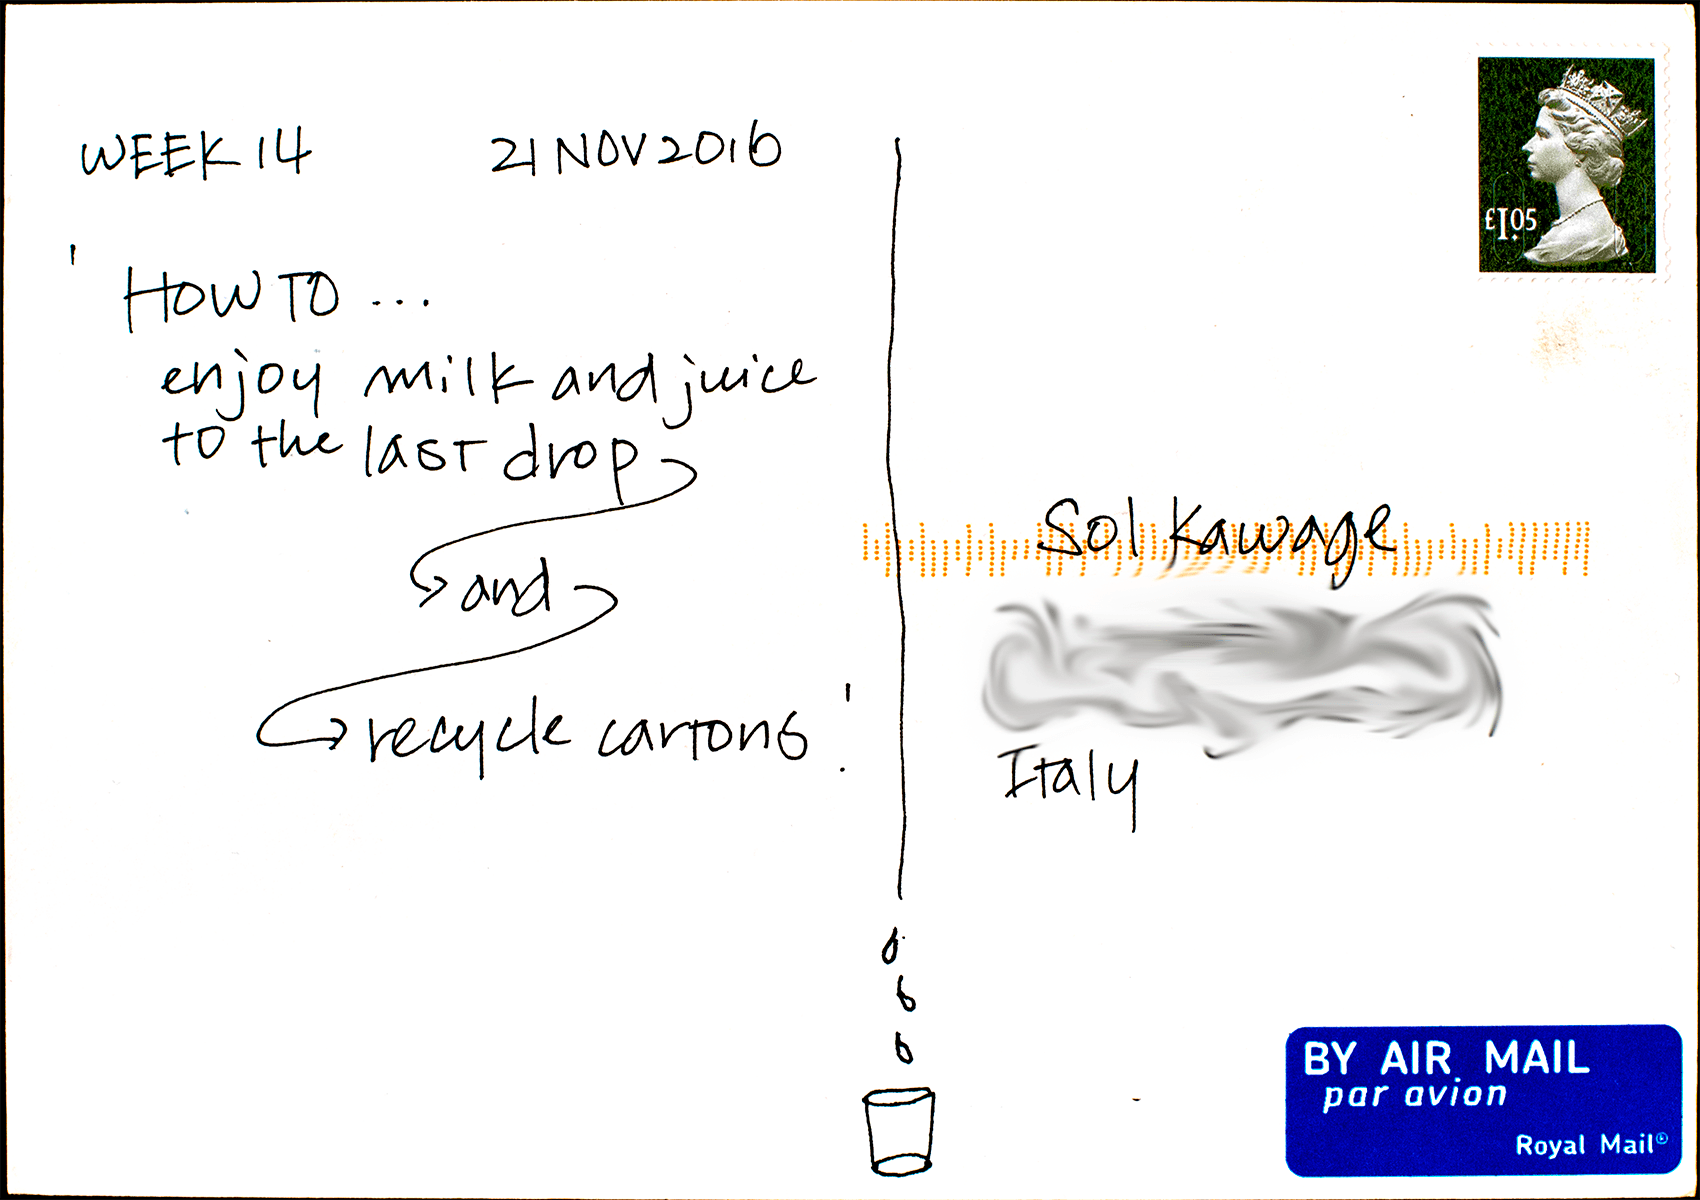 WEEK 14 21 NOV 2016
HOW TO ...
enjoy milk and juice
to the last drop
and
recycle cartons!
£1.05
Sol Kawage
Italy
BY AIR MAIL
par avion
Royal Mail©